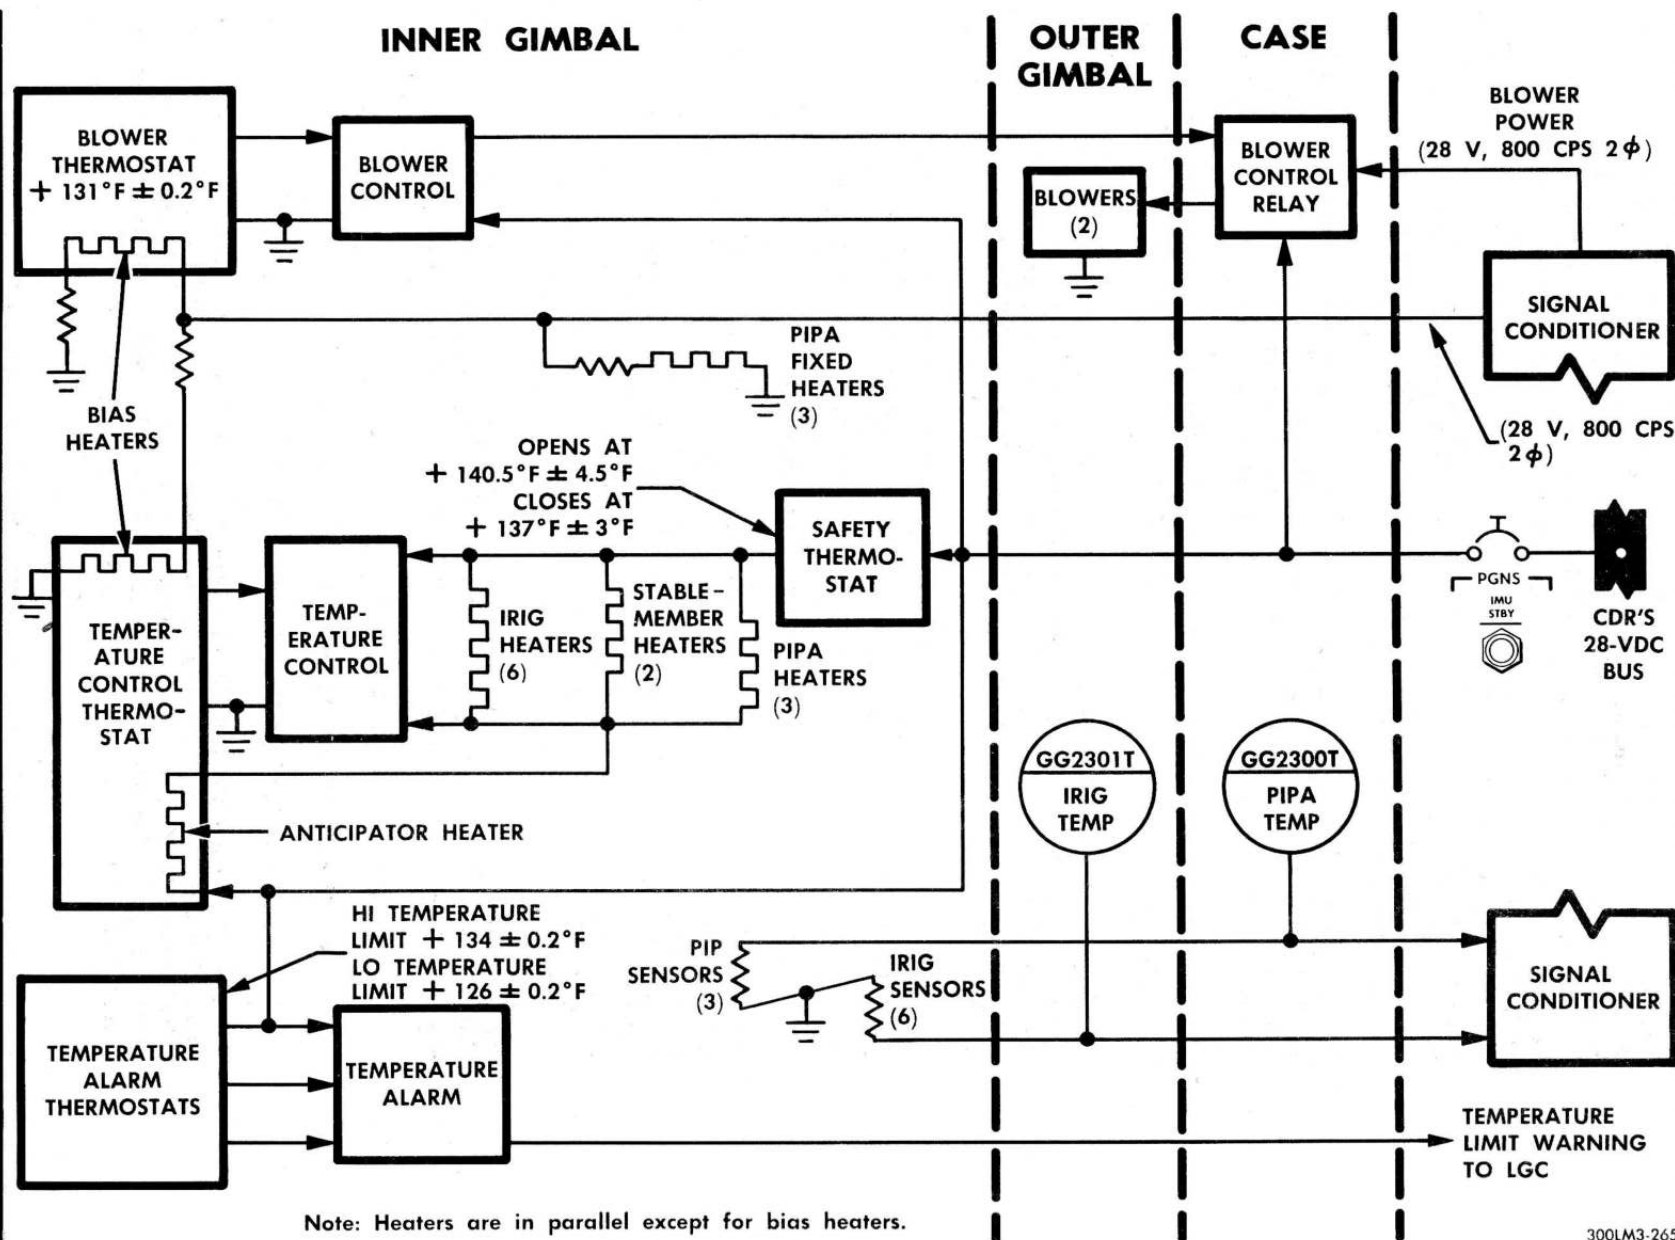 INNER GIMBAL
OUTER
GIMBAL
CASE
BLOWER
THERMOSTAT
+ 131°F ± 0.2°F
BLOWER
CONTROL
BLOWERS
(2)
BLOWER
CONTROL
RELAY
BLOWER
POWER
(28 V, 800 CPS 2ϕ)
SIGNAL
CONDITIONER
(28 V, 800 CPS
2ϕ)
PIPA
FIXED
HEATERS
(3)
BIAS
HEATERS
OPENS AT
+ 140.5°F ± 4.5°F
CLOSES AT
+ 137°F ± 3°F
SAFETY
THERMO-
STAT
PGNS
IMU
STBY
CDR'S
28-VDC
BUS
TEMPER-
ATURE
CONTROL
THERMO-
STAT
TEMP-
ERATURE
CONTROL
IRIG
HEATERS
(6)
STABLE-
MEMBER
HEATERS
(2)
PIPA
HEATERS
(3)
GG2301T
IRIG
TEMP
GG2300T
PIPA
TEMP
ANTICIPATOR HEATER
HI TEMPERATURE
LIMIT + 134 ± 0.2°F
LO TEMPERATURE
LIMIT + 126 ± 0.2°F
PIP
SENSORS
(3)
IRIG
SENSORS
(6)
SIGNAL
CONDITIONER
TEMPERATURE
ALARM
THERMOSTATS
TEMPERATURE
ALARM
TEMPERATURE
LIMIT WARNING
TO LGC
Note: Heaters are in parallel except for bias heaters.
300LM3-265